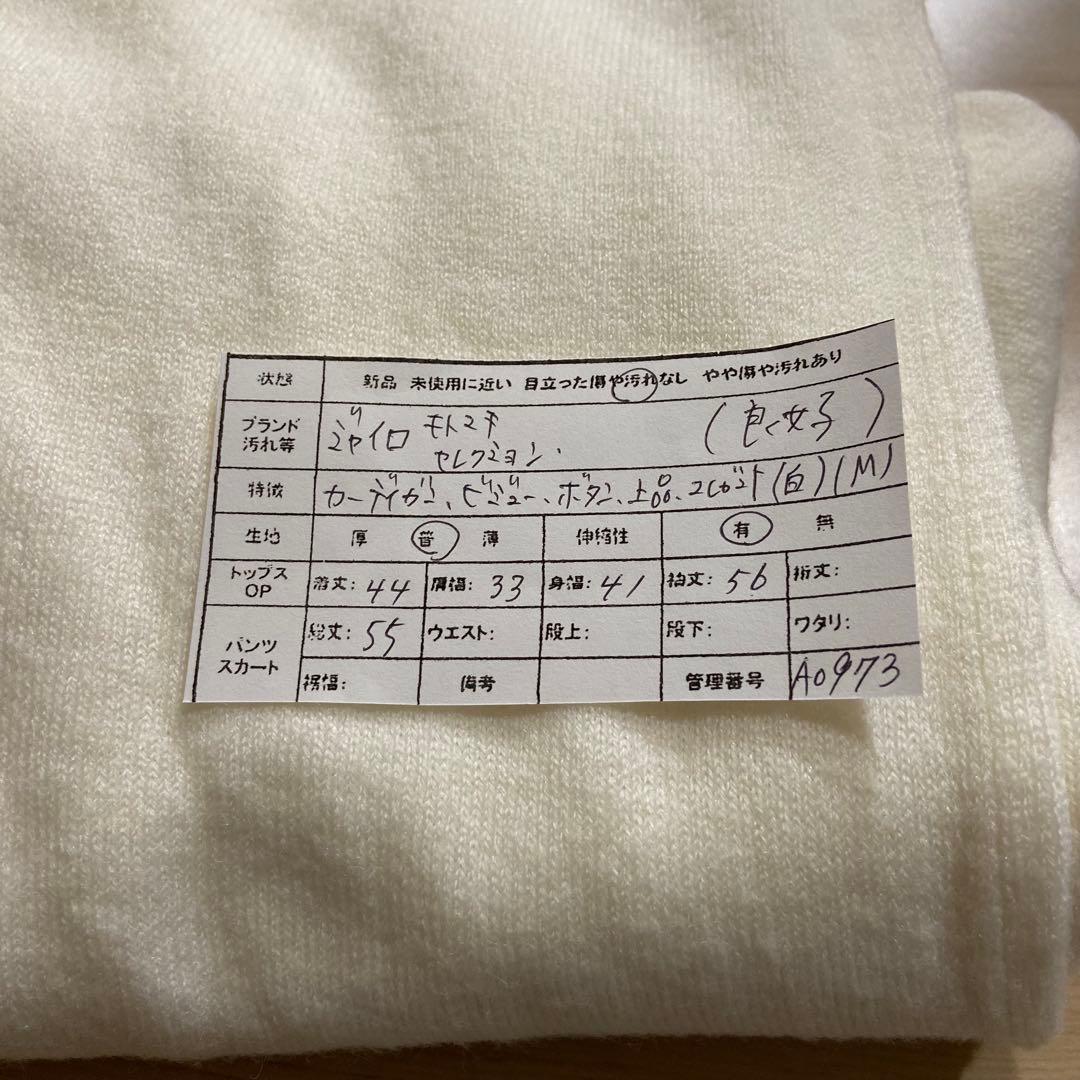 状態 新品 未使用に近い 目立った傷や汚れなし やや傷や汚れあり
ブランド 汚れ等 ジャイロ モトマチ セレクション. (良く女子)
特徴 カーディガン、ビジュー、ボタン、上品、エレガント(白)(M)
生地 厚 普 薄 伸縮性 有 無
トップス OP 着丈: 44 肩幅: 33 身幅: 41 袖丈: 56 裄丈:
パンツ スカート 総丈: 55 ウエスト: 股上: 股下: ワタリ:
裾幅: 備考 管理番号 A0973